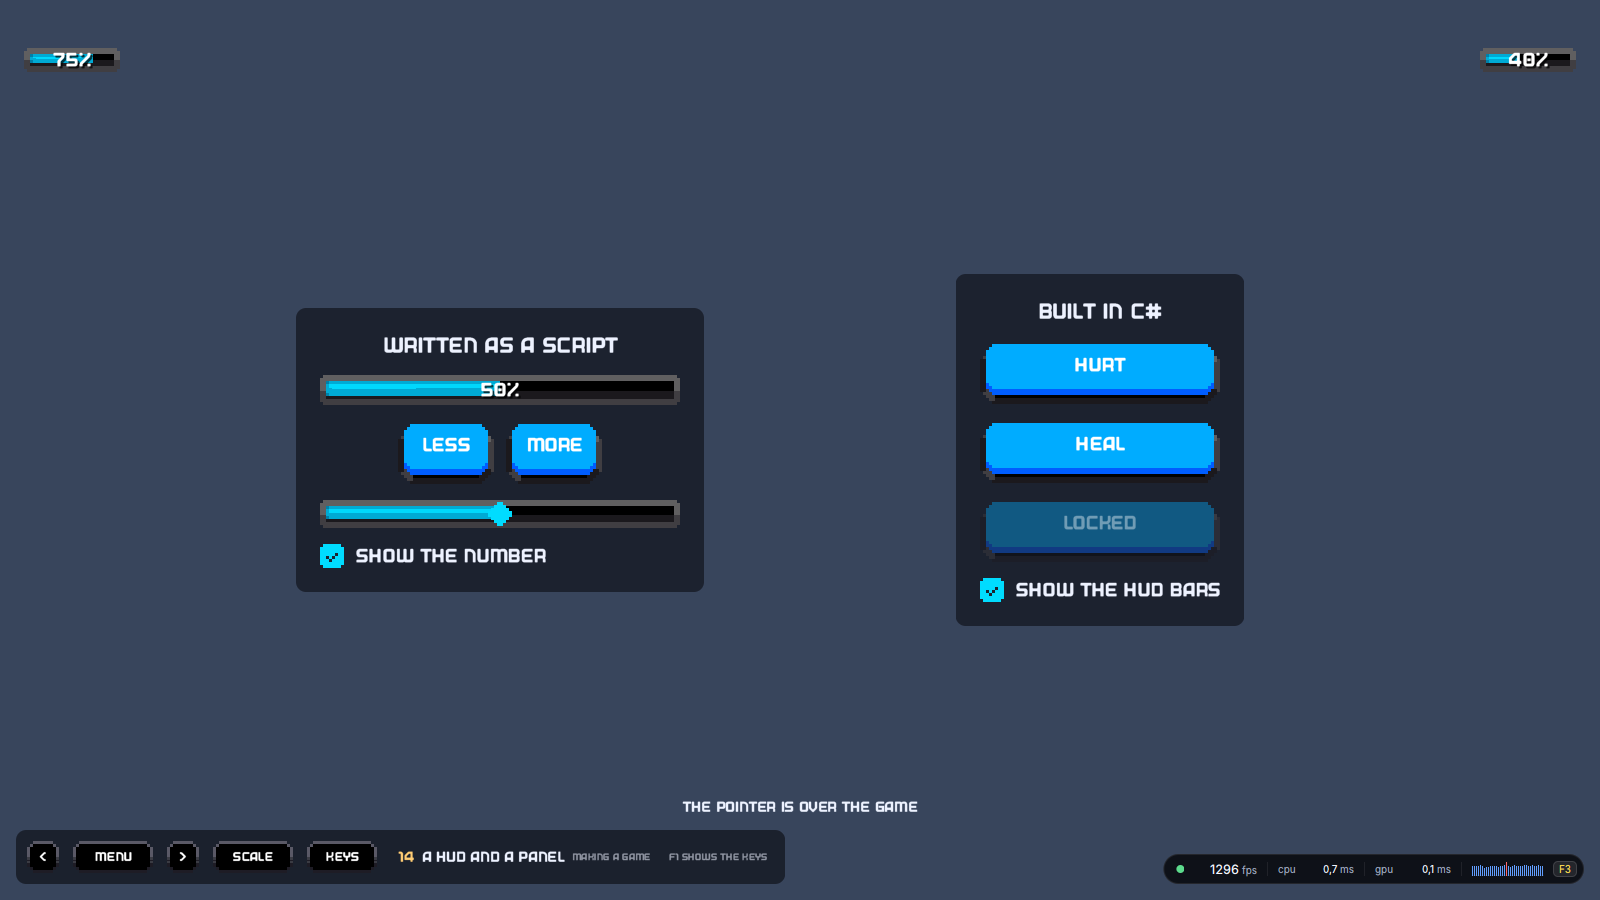 75%
40%
WRITTEN AS A SCRIPT
50%
LESS
MORE
SHOW THE NUMBER
BUILT IN C#
HURT
HEAL
LOCKED
SHOW THE HUD BARS
THE POINTER IS OVER THE GAME
< MENU > SCALE KEYS 14 A HUD AND A PANEL MAKING A GAME F1 SHOWS THE KEYS
1296 fps cpu 0,7 ms gpu 0,1 ms F3